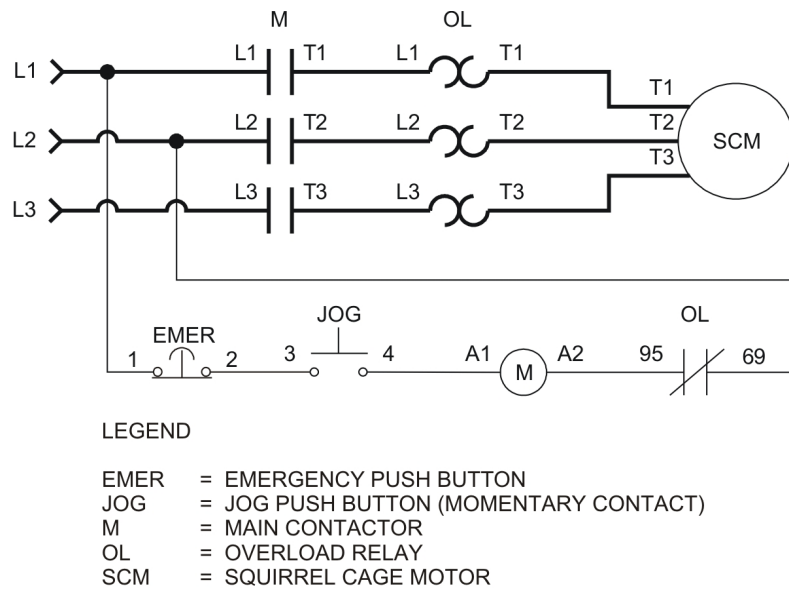 M OL
L1 L1 T1 L1 T1 T1
L2 L2 T2 L2 T2 T2 SCM
L3 L3 T3 L3 T3 T3
JOG OL
EMER
1 2 3 4 A1 M A2 95 69
LEGEND
EMER = EMERGENCY PUSH BUTTON
JOG = JOG PUSH BUTTON (MOMENTARY CONTACT)
M = MAIN CONTACTOR
OL = OVERLOAD RELAY
SCM = SQUIRREL CAGE MOTOR